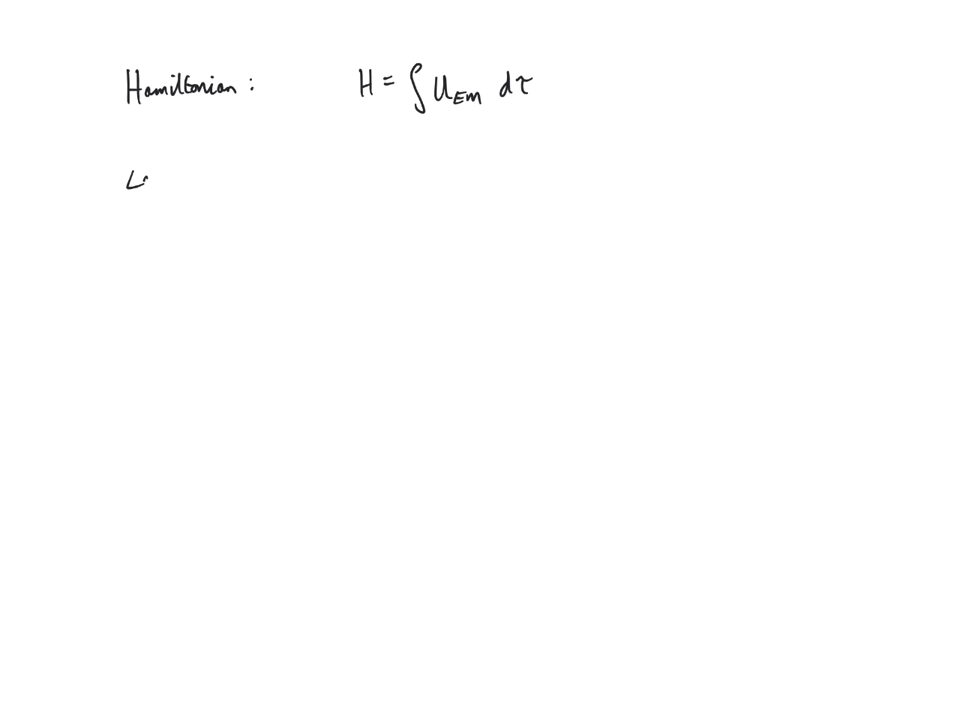 Hamiltonian : H = ∫ U_EM dτ